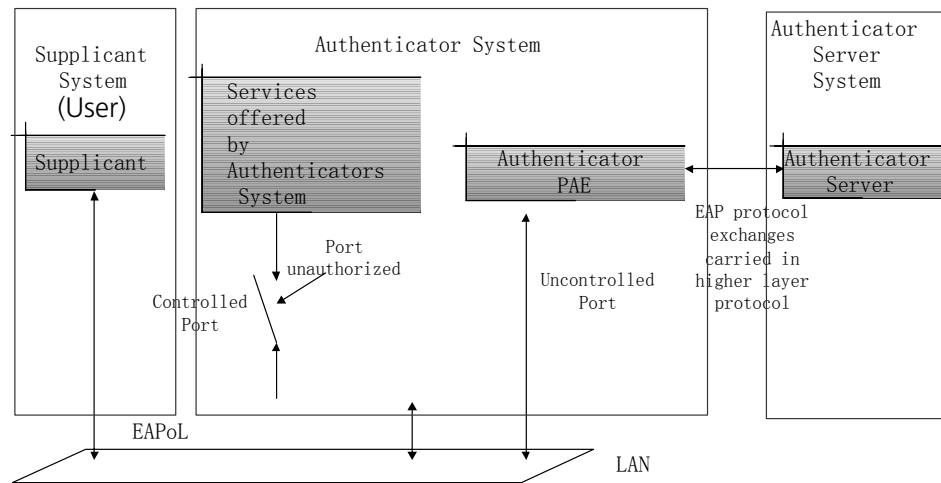 Supplicant
System
(User)
Supplicant
Authenticator System
Services
offered
by
Authenticators
System
Port
unauthorized
Controlled
Port
Authenticator
PAE
Uncontrolled
Port
Authenticator
Server
System
Authenticator
Server
EAP protocol
exchanges
carried in
higher layer
protocol
EAPoL
LAN